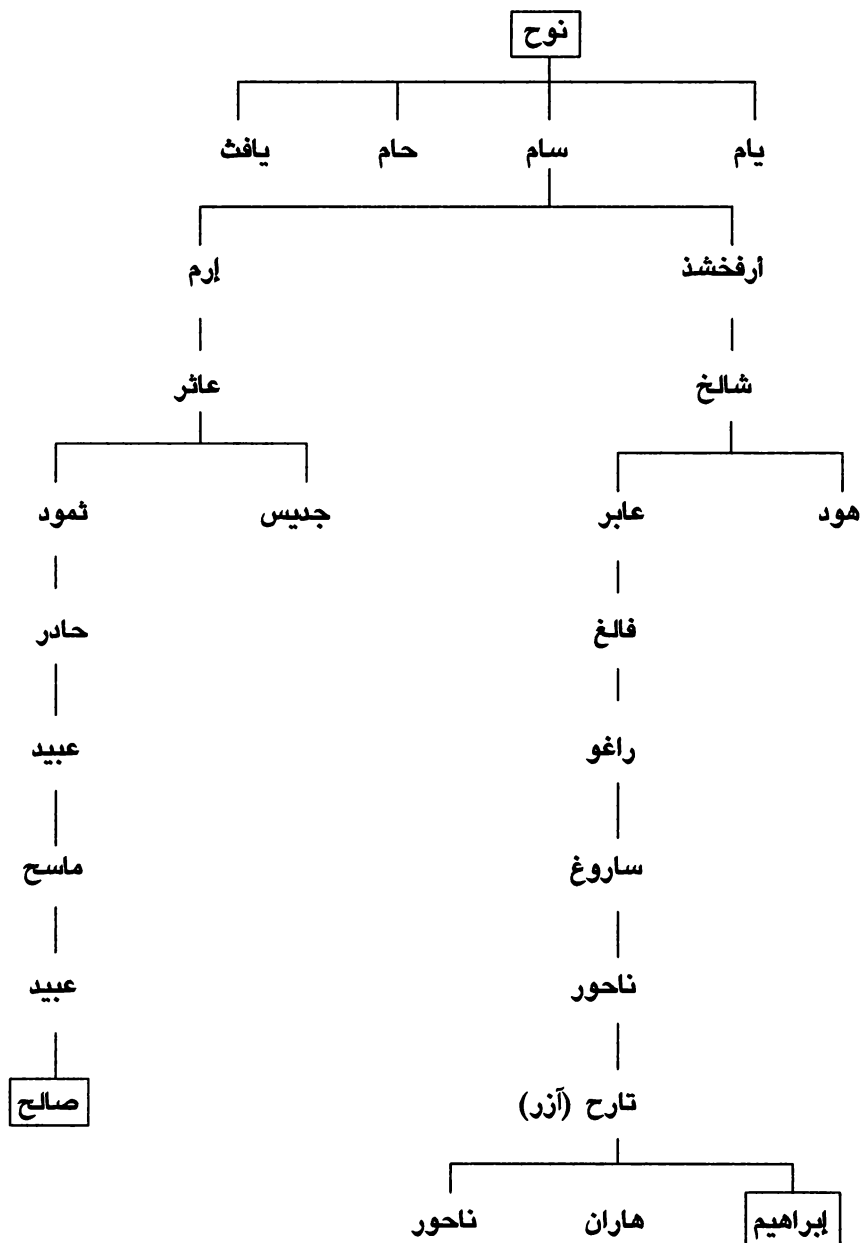 نوح
يام سام حام يافث
أرفخشذ إرم
شالخ عاثر
هود عابر جديس ثمود
فالغ حادر
راغو عبيد
ساروغ ماسح
ناحور عبيد
تارح (آزر) صالح
إبراهيم هاران ناحور